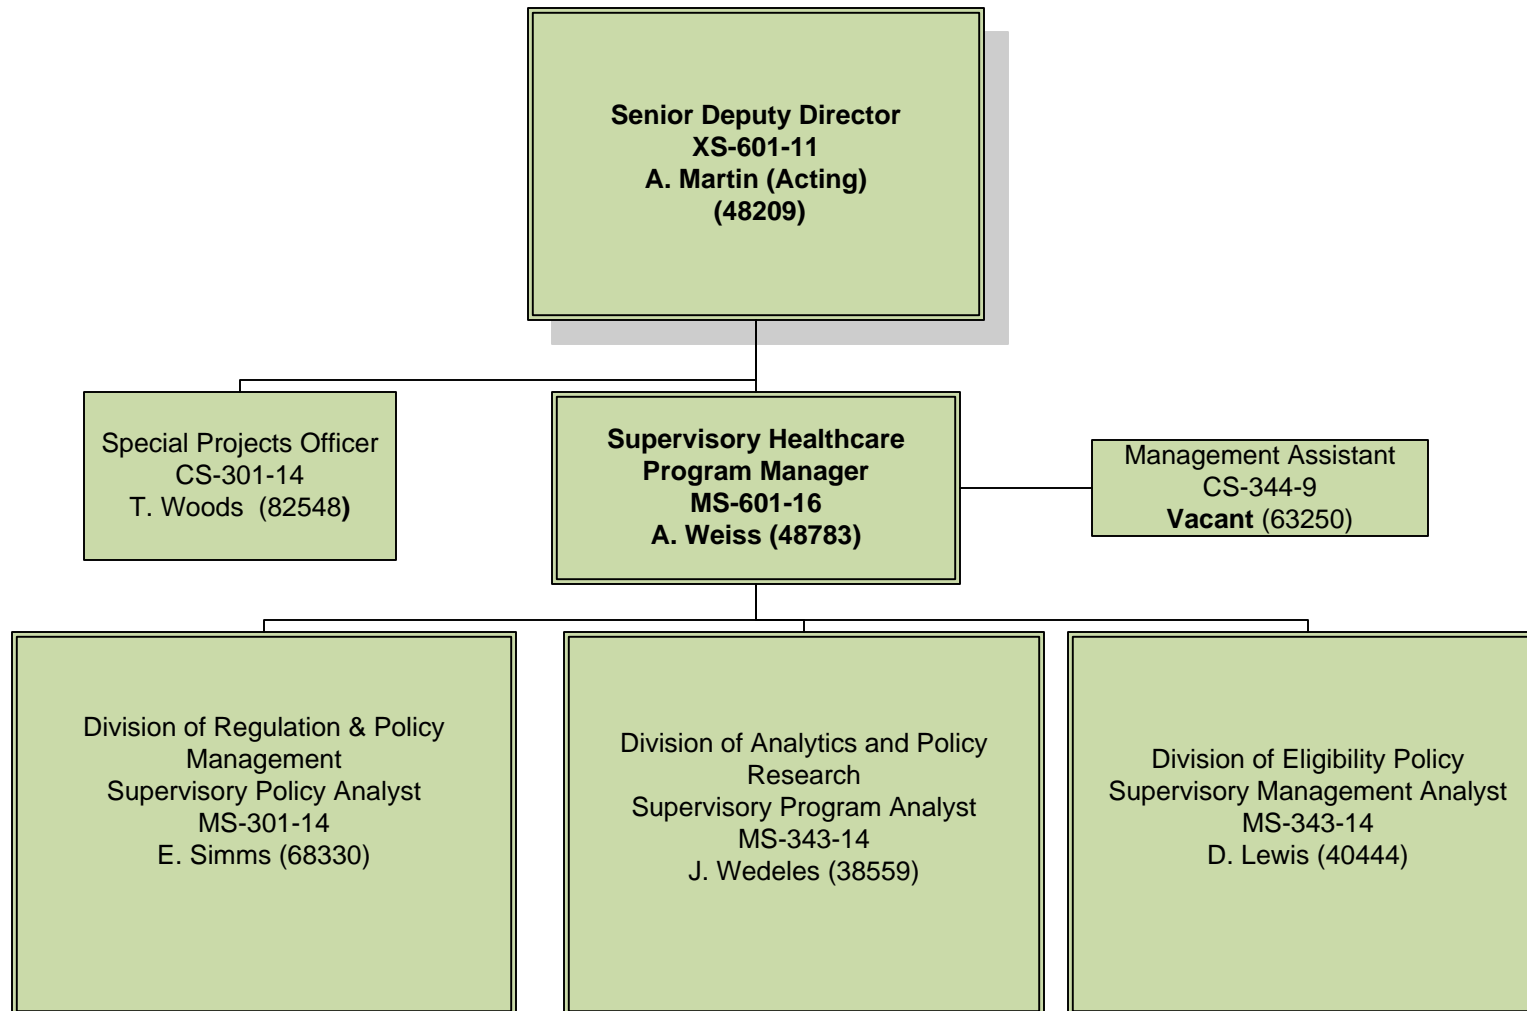 Senior Deputy Director
XS-601-11
A. Martin (Acting)
(48209)
Special Projects Officer
CS-301-14
T. Woods  (82548)
Supervisory Healthcare
Program Manager
MS-601-16
A. Weiss (48783)
Management Assistant
CS-344-9
Vacant (63250)
Division of Regulation & Policy
Management
Supervisory Policy Analyst
MS-301-14
E. Simms (68330)
Division of Analytics and Policy
Research
Supervisory Program Analyst
MS-343-14
J. Wedeles (38559)
Division of Eligibility Policy
Supervisory Management Analyst
MS-343-14
D. Lewis (40444)